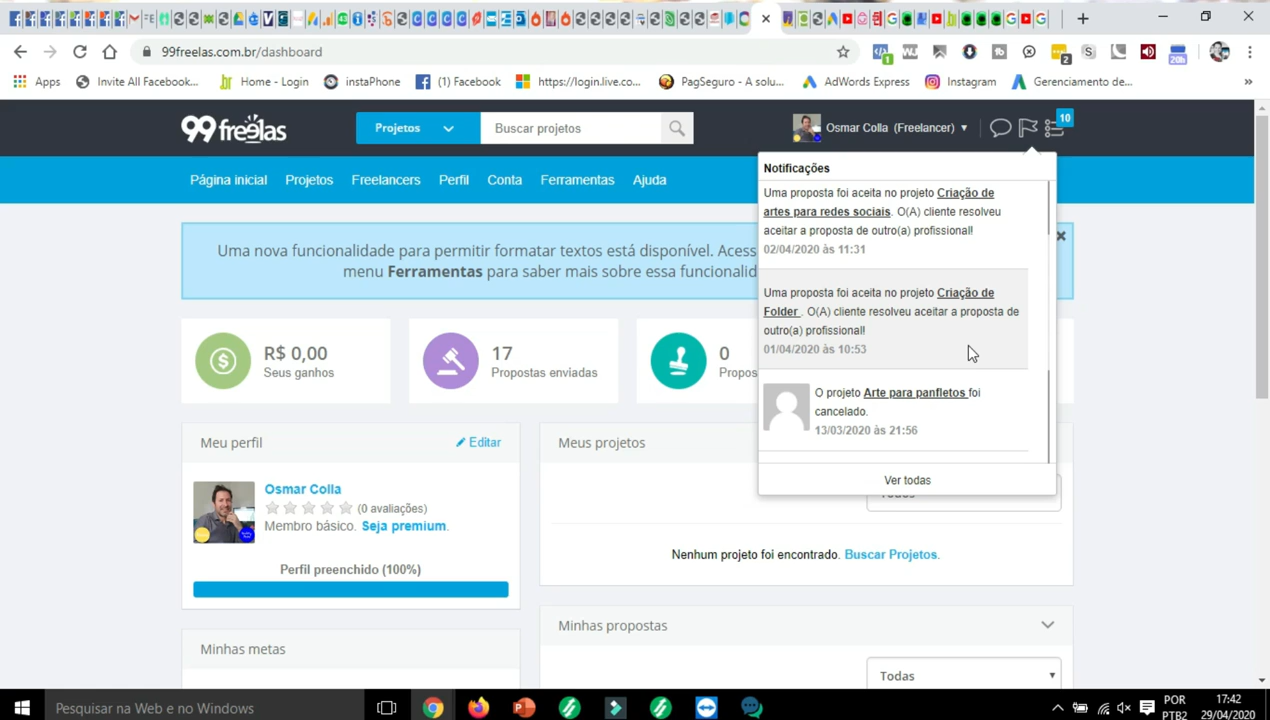 99freelas.com.br/dashboard
Apps
Invite All Facebook...
Home - Login
instaPhone
(1) Facebook
https://login.live.co...
PagSeguro - A solu...
AdWords Express
Instagram
Gerenciamento de...
»
99freelas
Projetos
Buscar projetos
Osmar Colla (Freelancer)
10
Página inicial
Projetos
Freelancers
Perfil
Conta
Ferramentas
Ajuda
Notificações
Uma proposta foi aceita no projeto Criação de
artes para redes sociais. O(A) cliente resolveu
aceitar a proposta de outro(a) profissional!
02/04/2020 às 11:31
Uma proposta foi aceita no projeto Criação de
Folder . O(A) cliente resolveu aceitar a proposta de
outro(a) profissional!
01/04/2020 às 10:53
O projeto Arte para panfletos foi
cancelado.
13/03/2020 às 21:56
Ver todas
Uma nova funcionalidade para permitir formatar textos está disponível. Acess
menu Ferramentas para saber mais sobre essa funcionalid
R$ 0,00
Seus ganhos
17
Propostas enviadas
0
Propos
Meu perfil
Editar
Osmar Colla
(0 avaliações)
Membro básico. Seja premium.
Perfil preenchido (100%)
Minhas metas
Meus projetos
Nenhum projeto foi encontrado. Buscar Projetos.
Minhas propostas
Todas
Pesquisar na Web e no Windows
POR
PTB2
17:42
29/04/2020